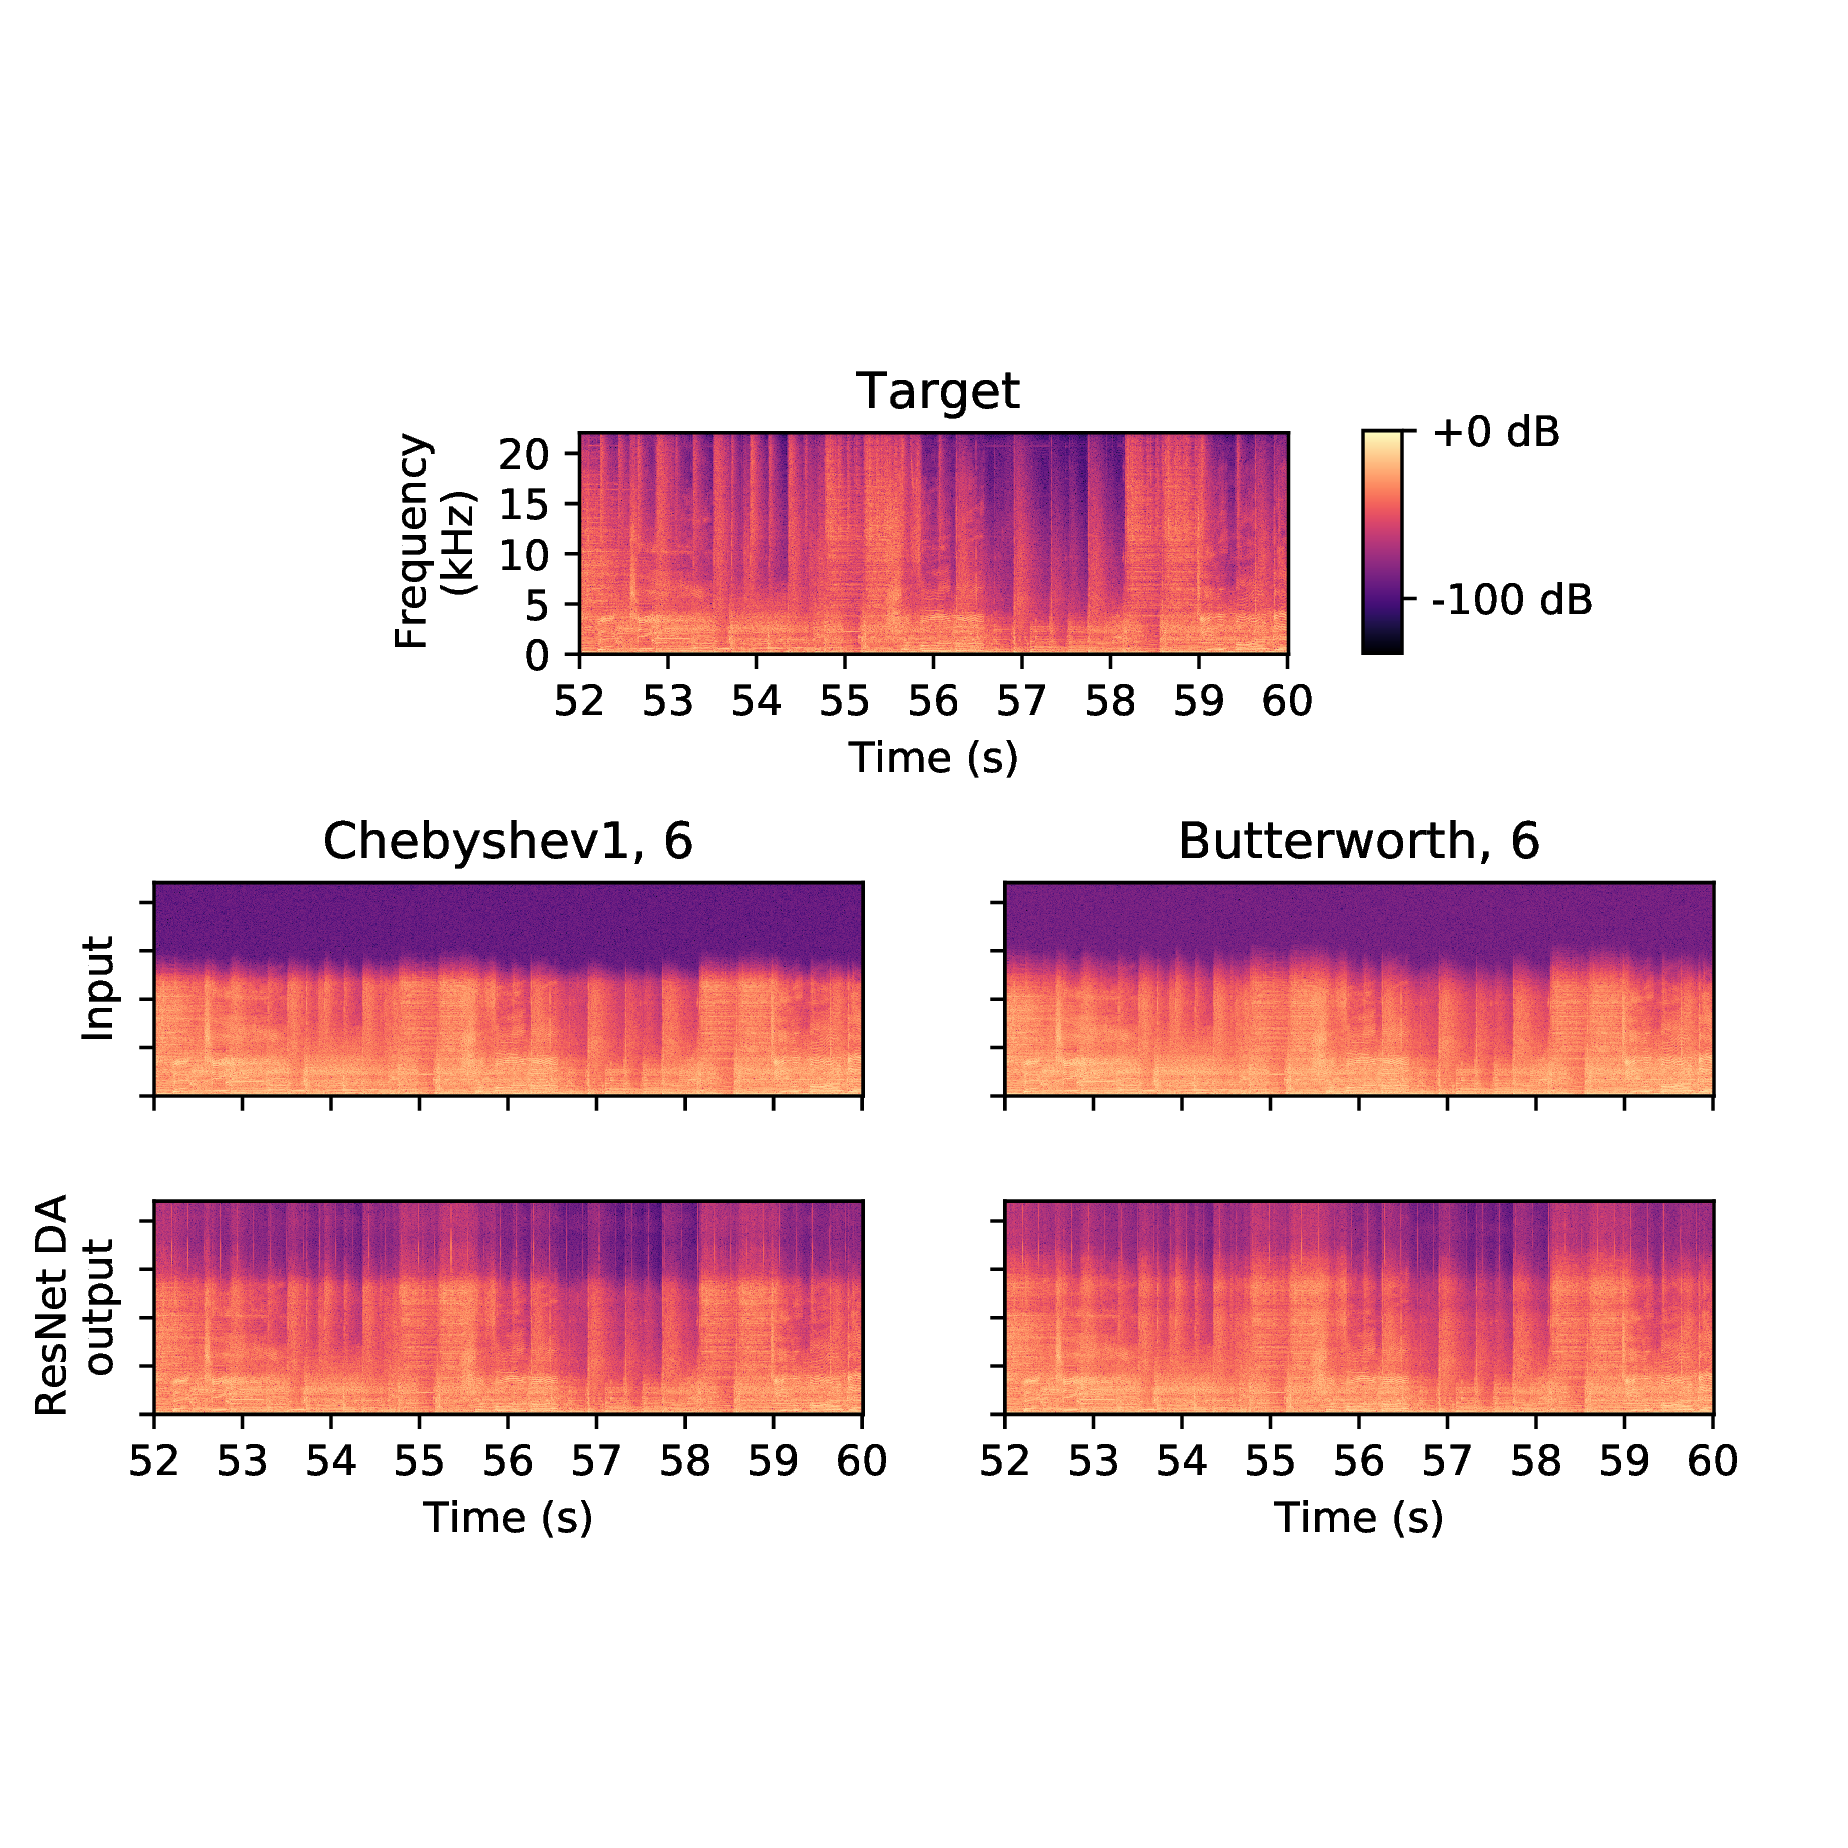 Target
+0 dB
-100 dB
Frequency
(kHz)
20
15
10
5
0
52 53 54 55 56 57 58 59 60
Time (s)
Chebyshev1, 6
Butterworth, 6
Input
ResNet DA
output
52 53 54 55 56 57 58 59 60
52 53 54 55 56 57 58 59 60
Time (s)
Time (s)